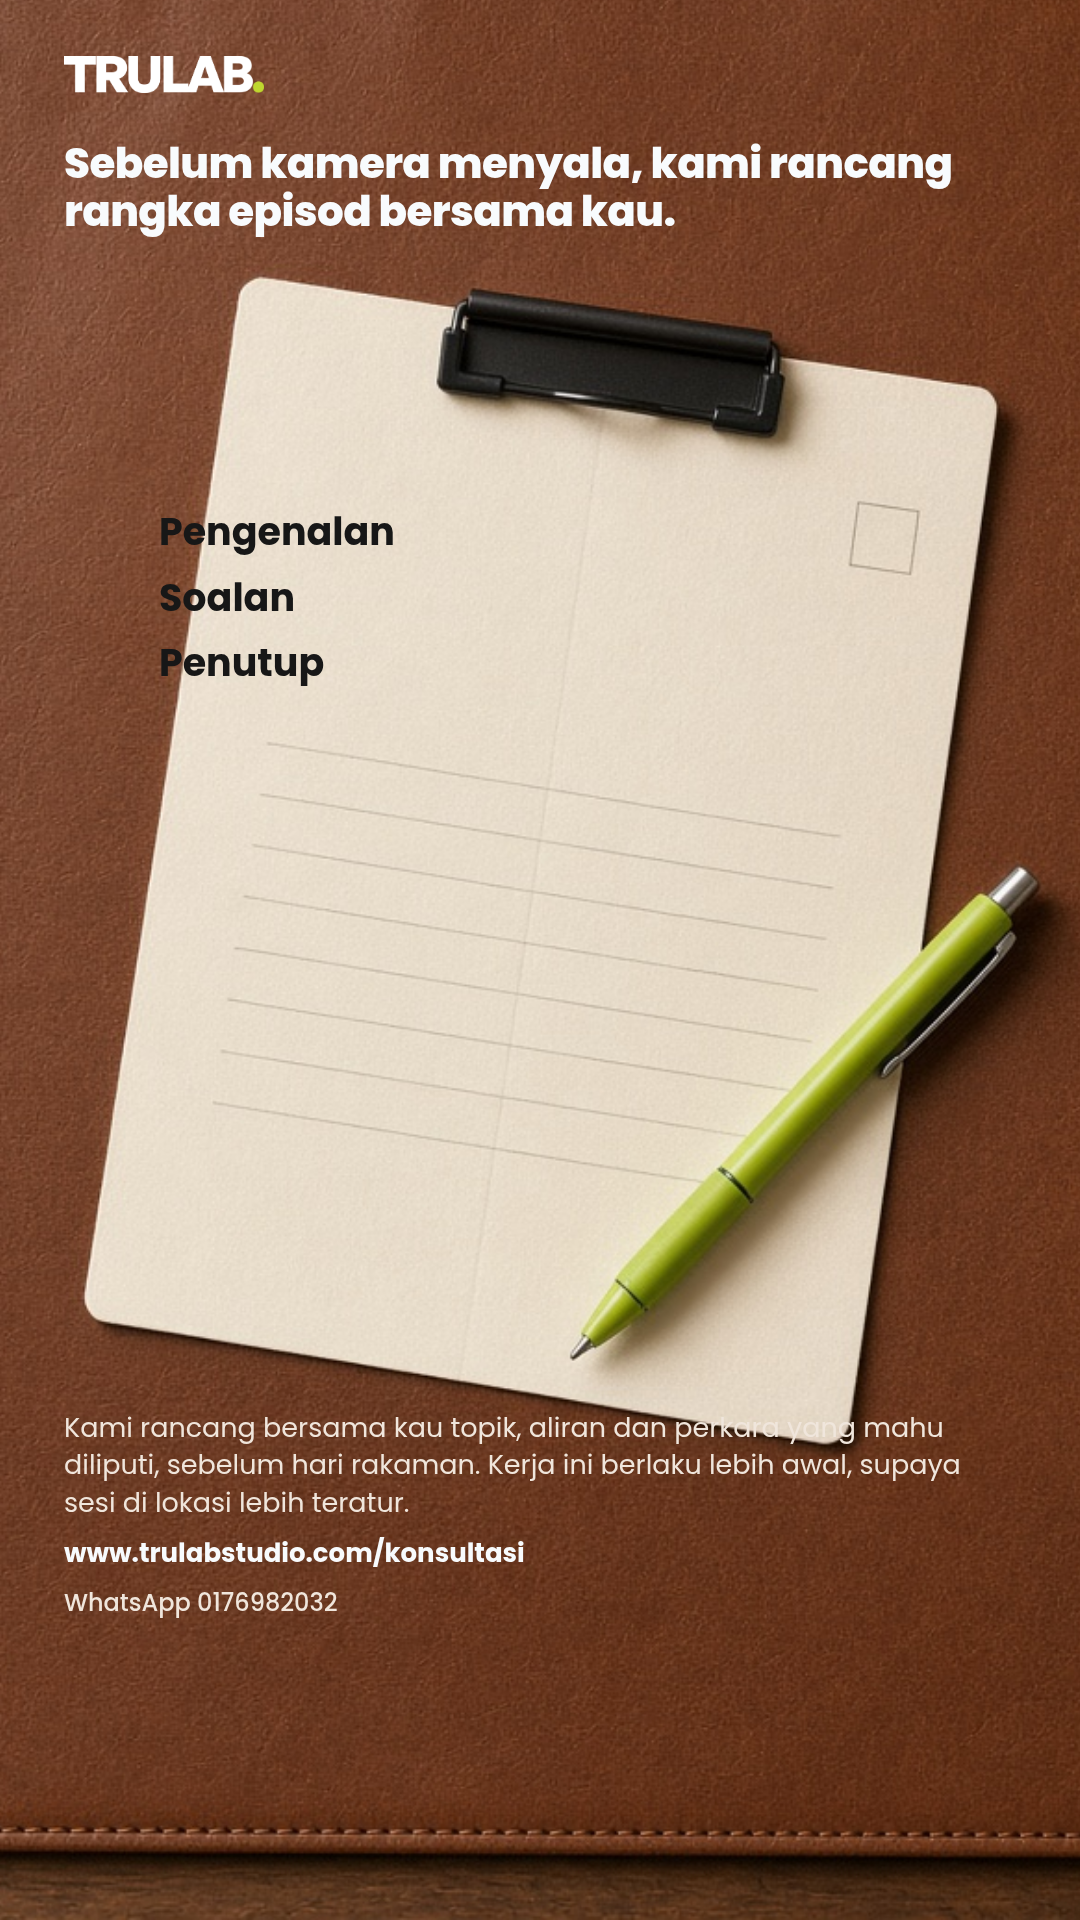 TRULAB.
Sebelum kamera menyala, kami rancang
rangka episod bersama kau.
Pengenalan
Soalan
Penutup
Kami rancang bersama kau topik, aliran dan perkara yang mahu
diliputi, sebelum hari rakaman. Kerja ini berlaku lebih awal, supaya
sesi di lokasi lebih teratur.
www.trulabstudio.com/konsultasi
WhatsApp 0176982032